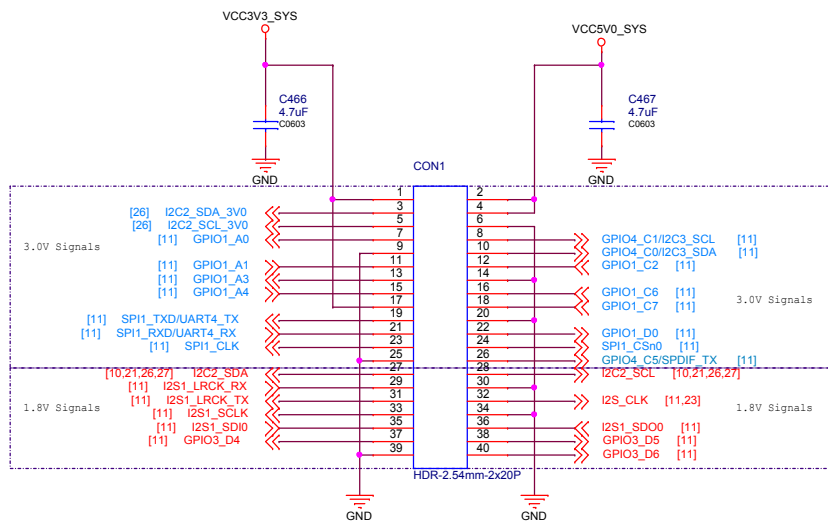 VCC3V3_SYS
VCC5V0_SYS
C466
4.7uF
C0603
C467
4.7uF
C0603
GND
GND
CON1
1 2
[26] I2C2_SDA_3V0 3 4
[26] I2C2_SCL_3V0 5 6
[11] GPIO1_A0 7 8 GPIO4_C1/I2C3_SCL [11]
3.0V Signals
9 10 GPIO4_C0/I2C3_SDA [11]
[11] GPIO1_A1 11 12 GPIO1_C2 [11]
[11] GPIO1_A3 13 14
[11] GPIO1_A4 15 16 GPIO1_C6 [11]
3.0V Signals
17 18 GPIO1_C7 [11]
[11] SPI1_TXD/UART4_TX 19 20
[11] SPI1_RXD/UART4_RX 21 22 GPIO1_D0 [11]
[11] SPI1_CLK 23 24 SPI1_CSn0 [11]
25 26 GPIO4_C5/SPDIF_TX [11]
[10,21,26,27] I2C2_SDA 27 28 I2C2_SCL [10,21,26,27]
[11] I2S1_LRCK_RX 29 30
[11] I2S1_LRCK_TX 31 32 I2S_CLK [11,23]
1.8V Signals
1.8V Signals
[11] I2S1_SCLK 33 34
[11] I2S1_SDI0 35 36 I2S1_SDO0 [11]
[11] GPIO3_D4 37 38 GPIO3_D5 [11]
39 40 GPIO3_D6 [11]
HDR-2.54mm-2x20P
GND
GND